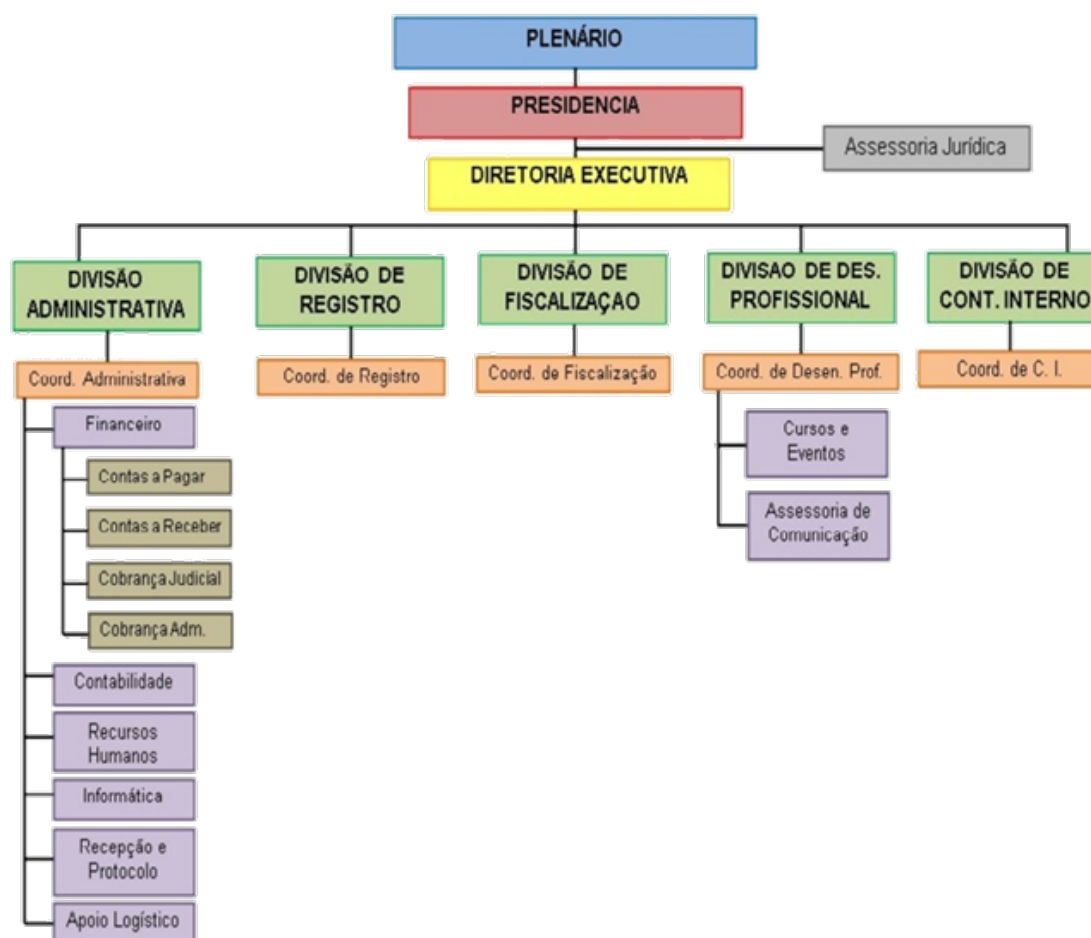 PLENÁRIO
PRESIDENCIA
Assessoria Jurídica
DIRETORIA EXECUTIVA
DIVISÃO
ADMINISTRATIVA
DIVISÃO DE
REGISTRO
DIVISÃO DE
FISCALIZAÇAO
DIVISAO DE DES.
PROFISSIONAL
DIVISÃO DE
CONT. INTERNO
Coord. Administrativa
Coord. de Registro
Coord. de Fiscalização
Coord. de Desen. Prof.
Coord. de C. I.
Financeiro
Contas a Pagar
Contas a Receber
Cobrança Judicial
Cobrança Adm.
Contabilidade
Recursos
Humanos
Informática
Recepção e
Protocolo
Apoio Logístico
Cursos e
Eventos
Assessoria de
Comunicação